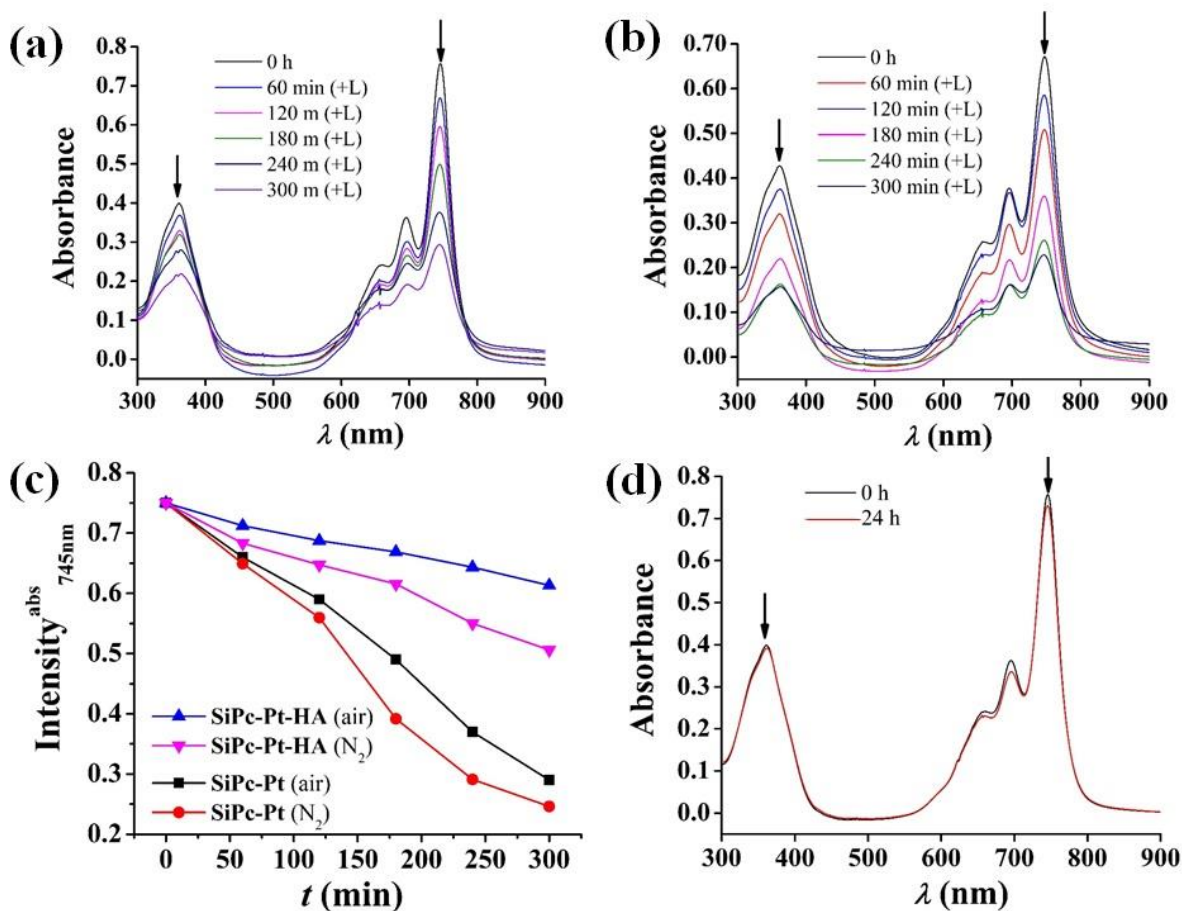 (a)
0 h
60 min (+L)
120 m (+L)
180 m (+L)
240 m (+L)
300 m (+L)
Absorbance
0.8
0.7
0.6
0.5
0.4
0.3
0.2
0.1
0.0
300 400 500 600 700 800 900
λ (nm)
(b)
0 h
60 min (+L)
120 min (+L)
180 min (+L)
240 min (+L)
300 min (+L)
Absorbance
0.70
0.60
0.50
0.40
0.30
0.20
0.10
0.00
300 400 500 600 700 800 900
λ (nm)
(c)
Intensity^abs 745nm
0.8
0.7
0.6
0.5
0.4
0.3
0.2
SiPc-Pt-HA (air)
SiPc-Pt-HA (N₂)
SiPc-Pt (air)
SiPc-Pt (N₂)
0 50 100 150 200 250 300
t (min)
(d)
0 h
24 h
Absorbance
0.8
0.7
0.6
0.5
0.4
0.3
0.2
0.1
0.0
300 400 500 600 700 800 900
λ (nm)